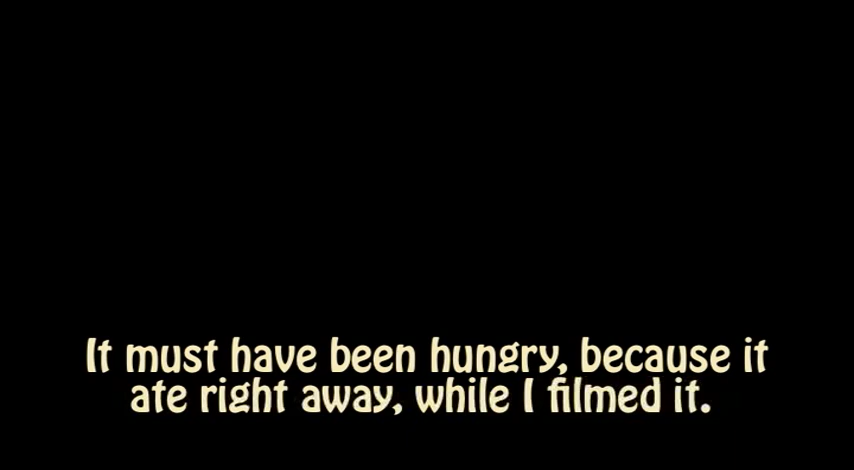 It must have been hungry, because it
ate right away, while I filmed it.